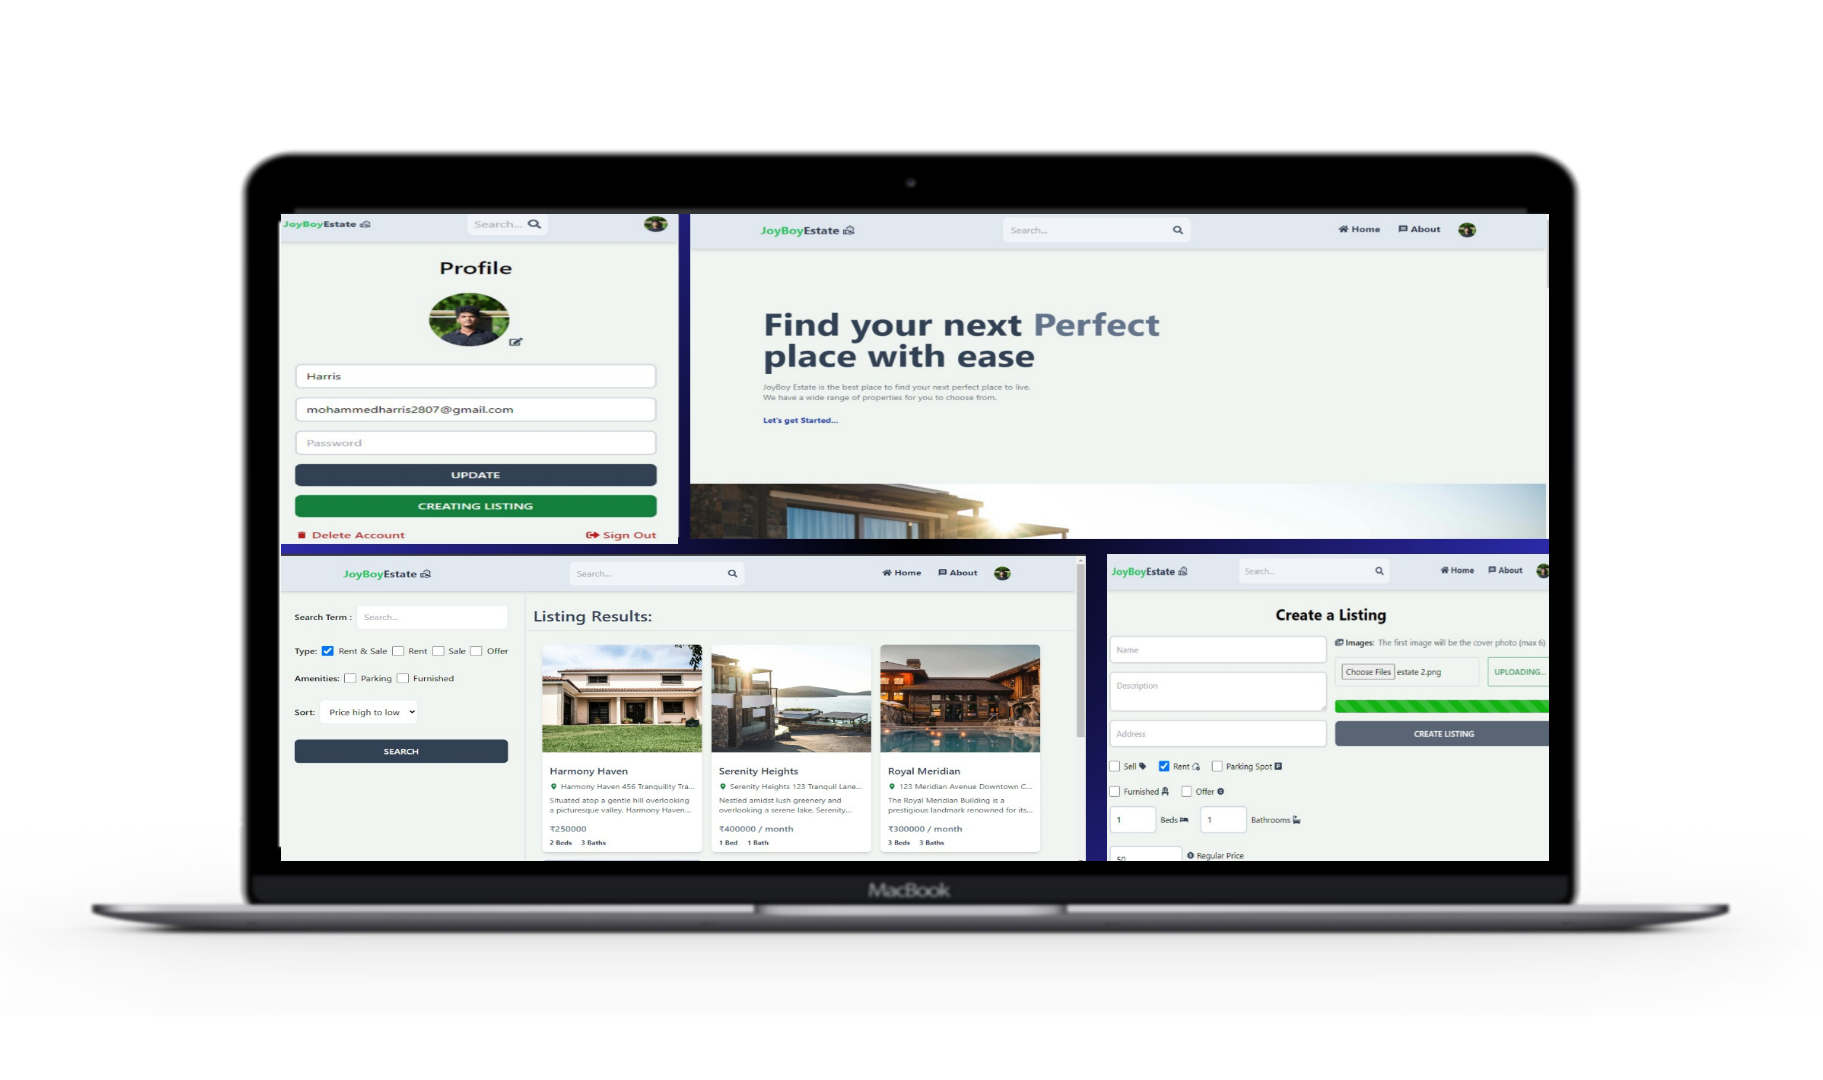 JoyBoyEstate
Search...
Profile
Harris
mohammedharris2807@gmail.com
Password
UPDATE
CREATING LISTING
Delete Account
Sign Out
JoyBoyEstate
Search...
Home
About
Find your next Perfect
place with ease
JoyBoy Estate is the best place to find your next perfect place to live.
We have a wide range of properties for you to choose from.
Let's get Started...
JoyBoyEstate
Search...
Home
About
Search Term :
Search...
Type: Rent & Sale Rent Sale Offer
Amenities: Parking Furnished
Sort: Price high to low
SEARCH
Listing Results:
Harmony Haven
Harmony Haven 456 Tranquility Tra...
Situated atop a gentle hill overlooking
a picturesque valley, Harmony Haven...
₹250000
2 Beds 3 Baths
Serenity Heights
Serenity Heights 123 Tranquil Lane...
Nestled amidst lush greenery and
overlooking a serene lake, Serenity...
₹400000 / month
1 Bed 1 Bath
Royal Meridian
123 Meridian Avenue Downtown C...
The Royal Meridian Building is a
prestigious landmark renowned for its...
₹300000 / month
3 Beds 3 Baths
JoyBoyEstate
Search...
Home
About
Create a Listing
Name
Description
Address
Sell Rent Parking Spot
Furnished Offer
1 Beds 1 Bathrooms
50 Regular Price
Images: The first image will be the cover photo (max 6)
Choose Files estate 2.png
UPLOADING...
CREATE LISTING
MacBook